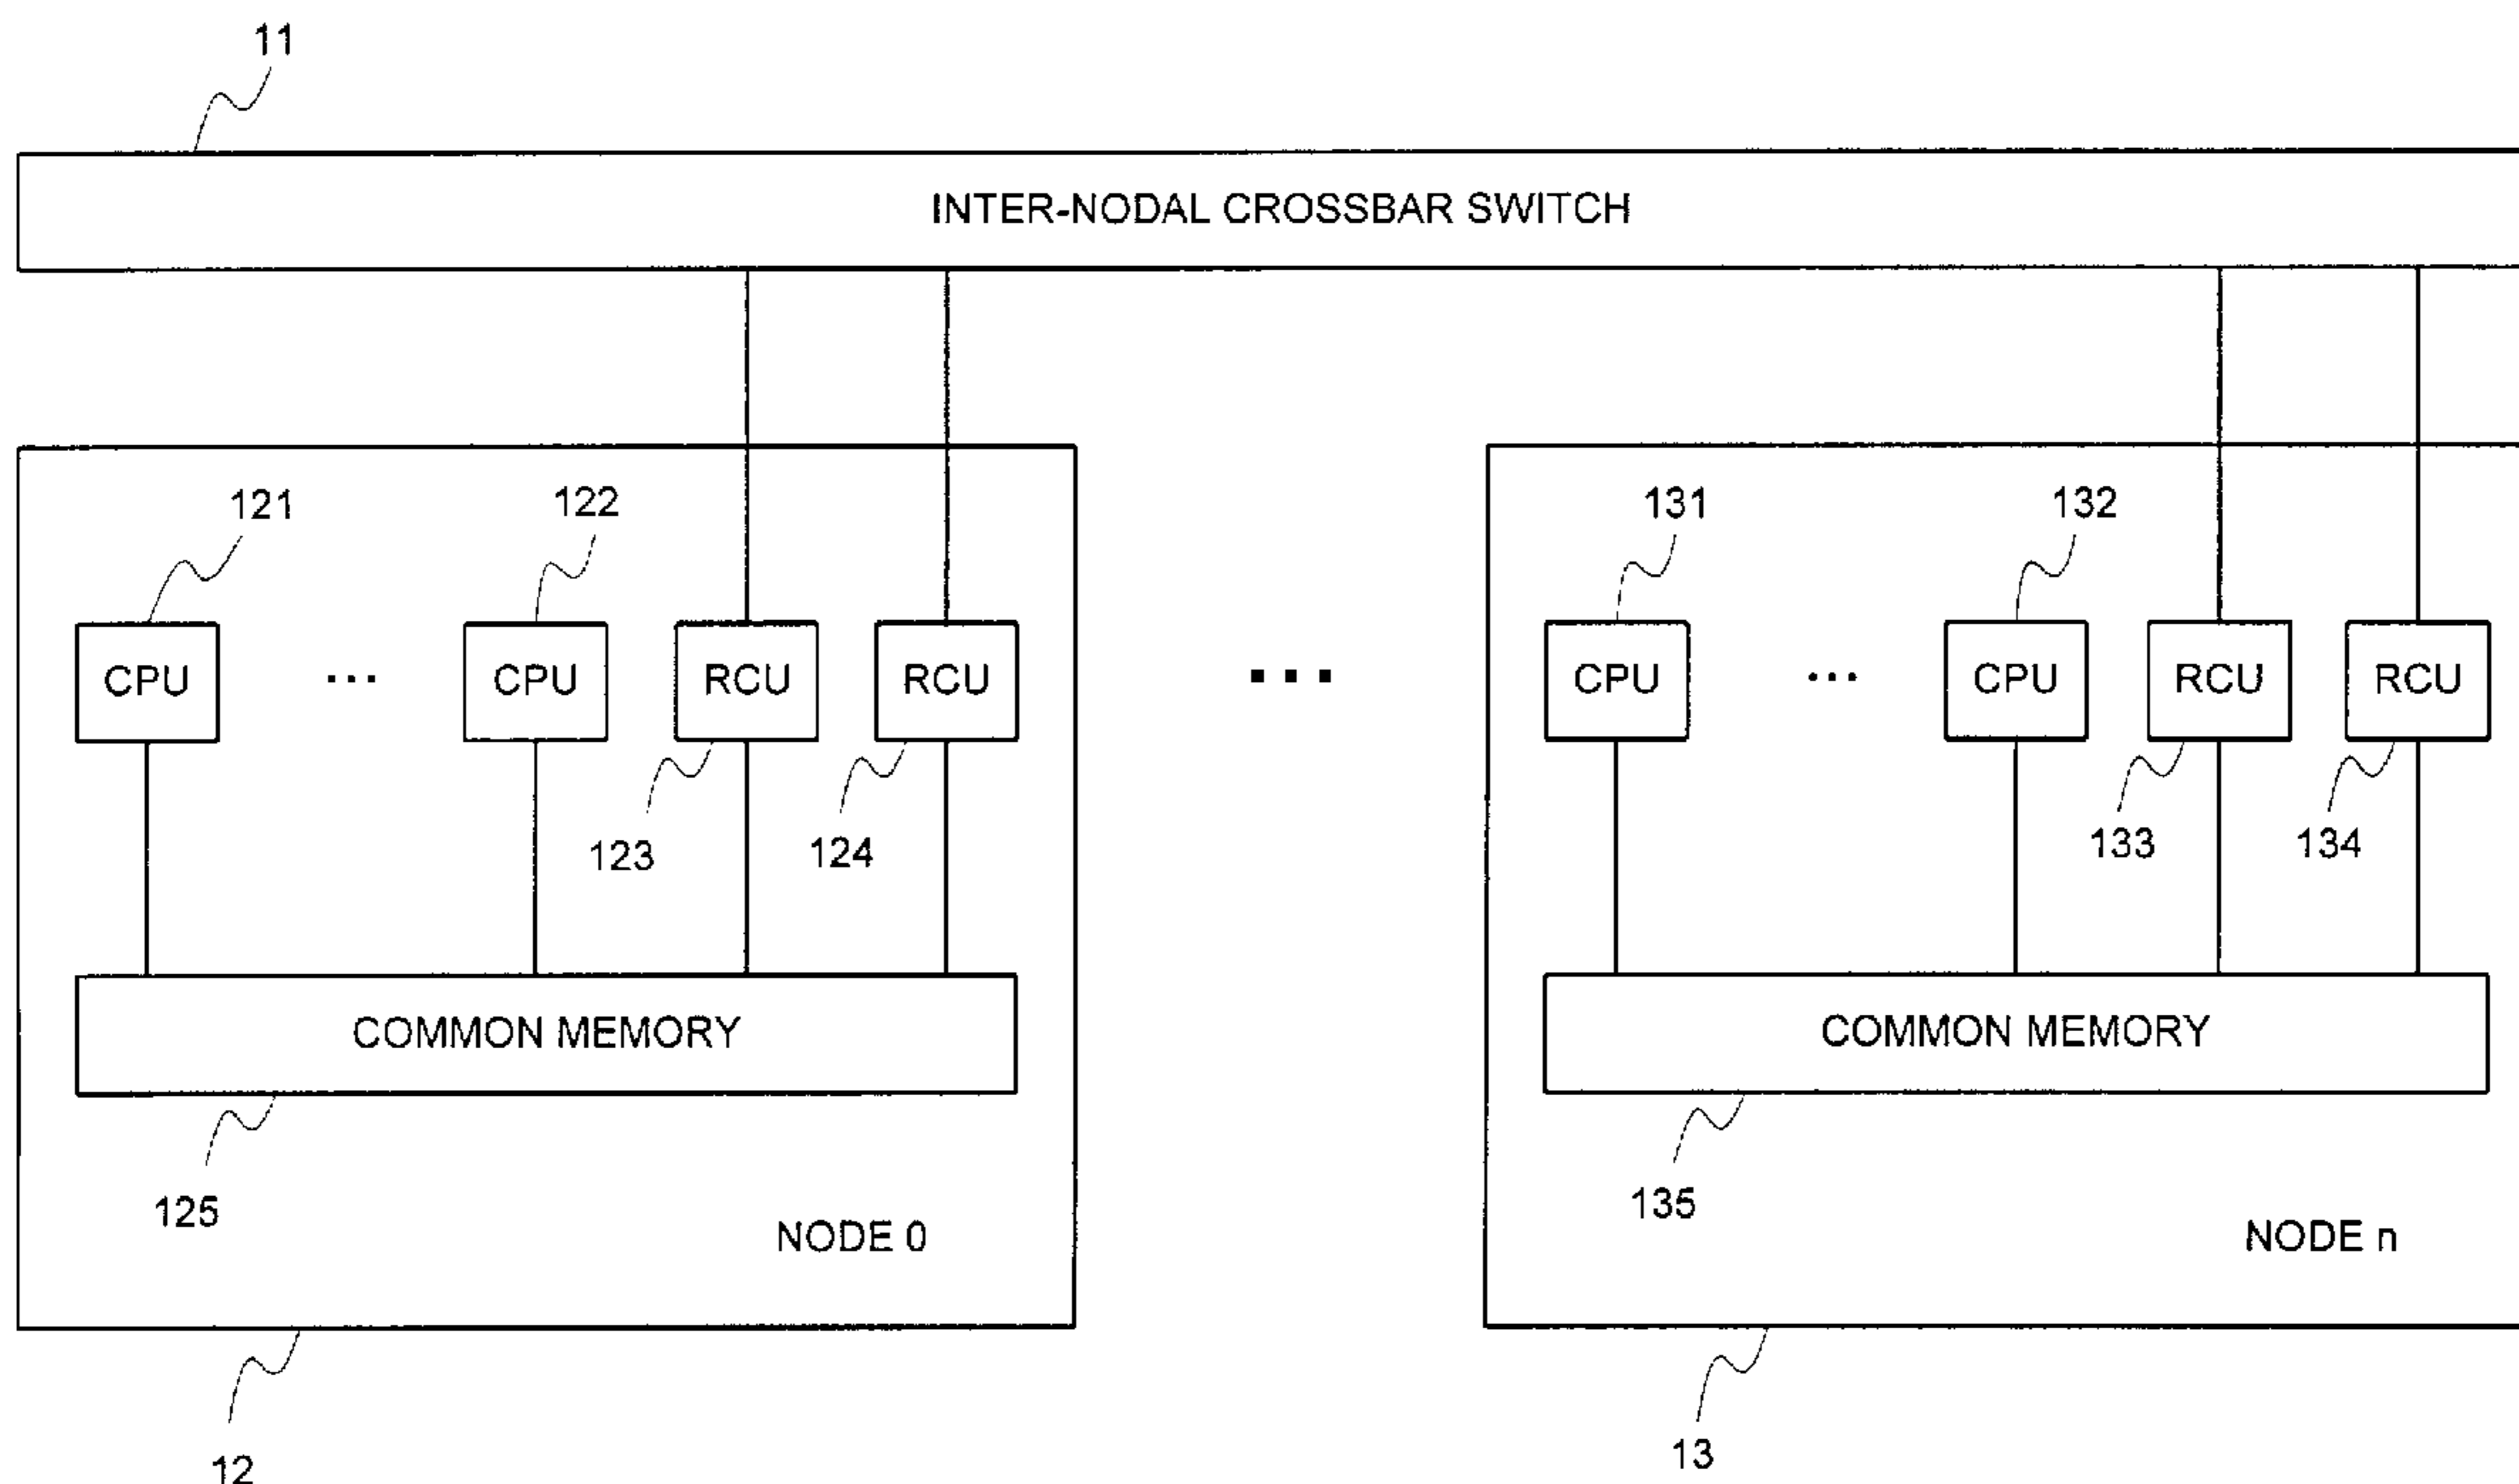 11
INTER-NODAL CROSSBAR SWITCH
121
122
CPU
...
CPU
RCU
RCU
123
124
COMMON MEMORY
125
NODE 0
12
...
131
132
CPU
...
CPU
RCU
RCU
133
134
COMMON MEMORY
135
NODE n
13